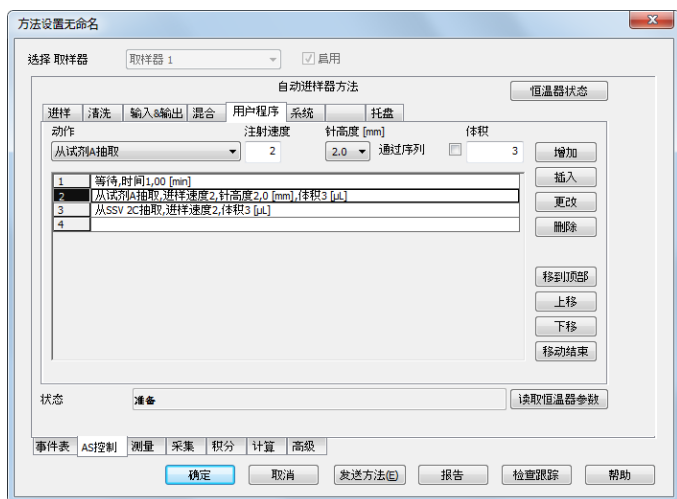 方法设置无命名
选择 取样器 取样器 1 启用
自动进样器方法 恒温器状态
进样 清洗 输入&输出 混合 用户程序 系统 托盘
动作 注射速度 针高度 [mm] 体积
从试剂A抽取 2 2.0 通过序列 3 增加
1 等待,时间1,00 [min] 插入
2 从试剂A抽取,进样速度2,针高度2,0 [mm],体积3 [µL]
3 从SSV 2C抽取,进样速度2,体积3 [µL] 更改
4 删除
移到顶部
上移
下移
移动结束
状态 准备 读取恒温器参数
事件表 AS控制 测量 采集 积分 计算 高级
确定 取消 发送方法(E) 报告 检查跟踪 帮助